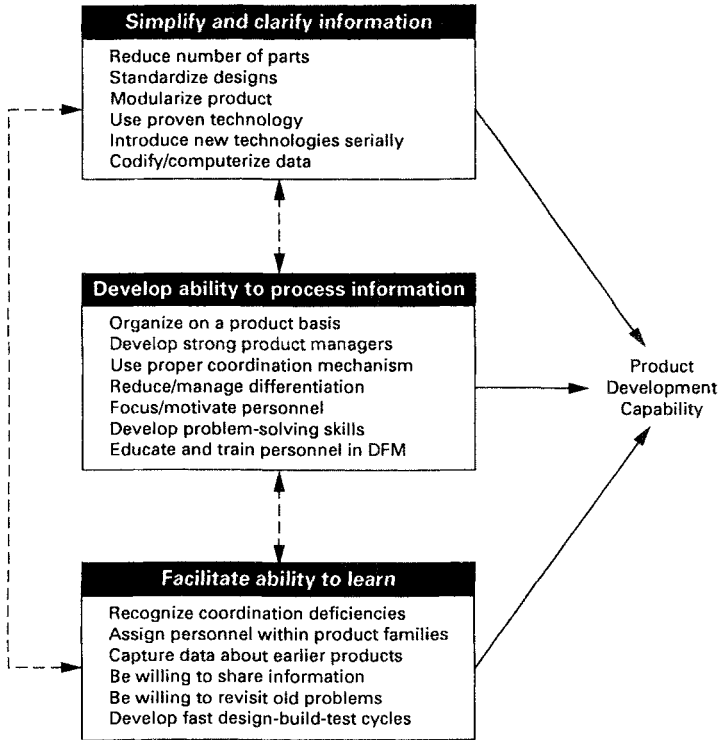 Simplify and clarify information
Reduce number of parts
Standardize designs
Modularize product
Use proven technology
Introduce new technologies serially
Codify/computerize data
Develop ability to process information
Organize on a product basis
Develop strong product managers
Use proper coordination mechanism
Reduce/manage differentiation
Focus/motivate personnel
Develop problem-solving skills
Educate and train personnel in DFM
Product
Development
Capability
Facilitate ability to learn
Recognize coordination deficiencies
Assign personnel within product families
Capture data about earlier products
Be willing to share information
Be willing to revisit old problems
Develop fast design-build-test cycles